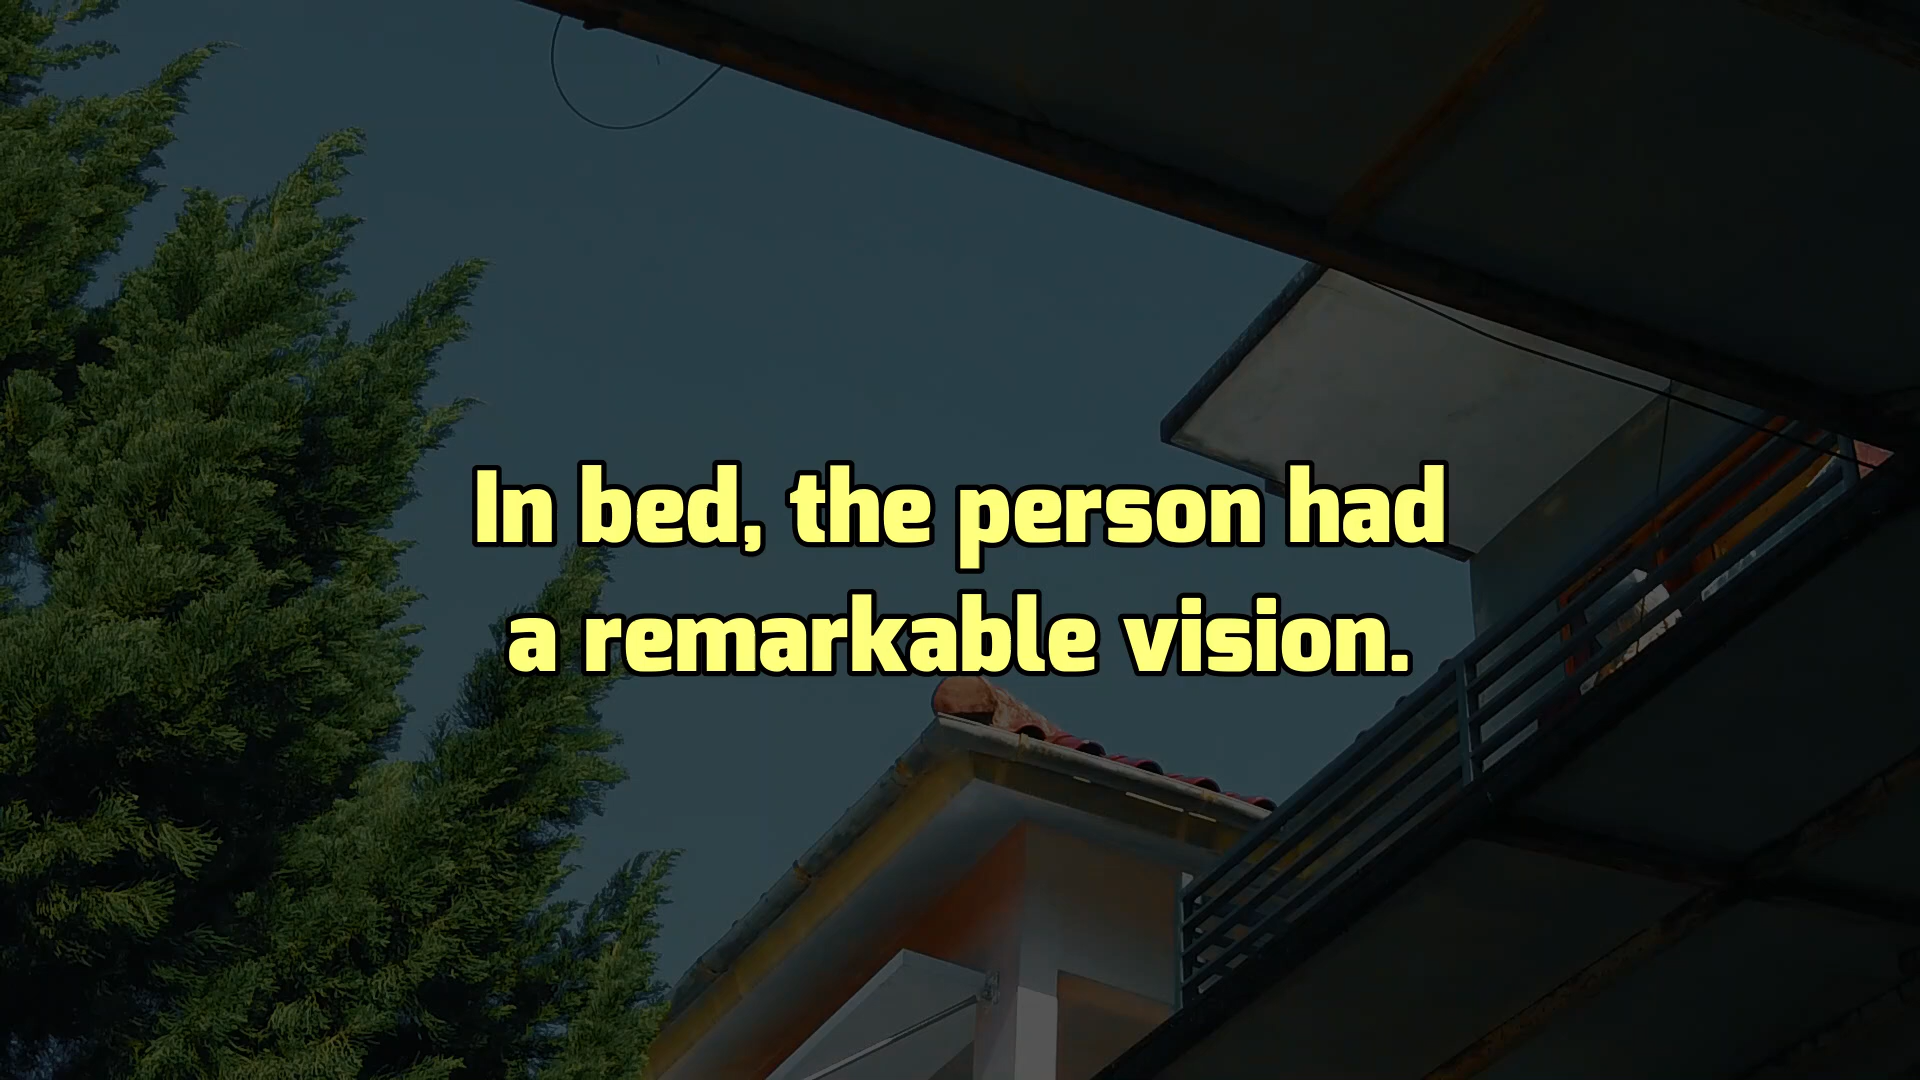 In bed, the person had
a remarkable vision.